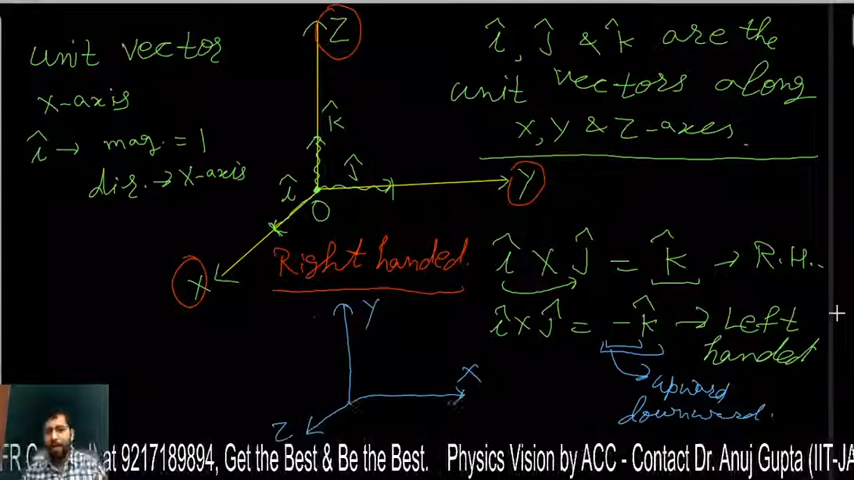 unit vector
x-axis
î → mag. = 1
dir. → x-axis
Z
k̂
ĵ
î
O
Y
X
Right handed.
î, ĵ & k̂ are the
unit vectors along
x, y & z-axes.
î × ĵ = k̂ → R.H..
î × ĵ = -k̂ → Left
handed
upward
downward.
Y
X
Z
at 9217189894, Get the Best & Be the Best. Physics Vision by ACC - Contact Dr. Anuj Gupta (IIT-JA